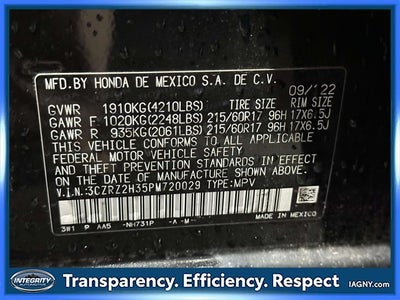 MFD.BY HONDA DE MEXICO S.A. DE C.V.
09/'22
GVWR 1910KG(4210LBS) TIRE SIZE RIM SIZE
GAWR F 1020KG(2248LBS) 215/60R17 96H 17X6.5J
GAWR R 935KG(2061LBS) 215/60R17 96H 17X6.5J
THIS VEHICLE CONFORMS TO ALL APPLICABLE
FEDERAL MOTOR VEHICLE SAFETY AND
THEFT PREVENTION STANDARDS IN EFFECT
ON THE DATE OF MANUFACTURE SHOWN ABOVE.
V.I.N.:3CZRZ2H35PM720029 TYPE:MPV
3W1 P AA5 -NH731P -A-M-
MADE IN MEXICO
INTEGRITY
Transparency. Efficiency. Respect
IAGNY.com